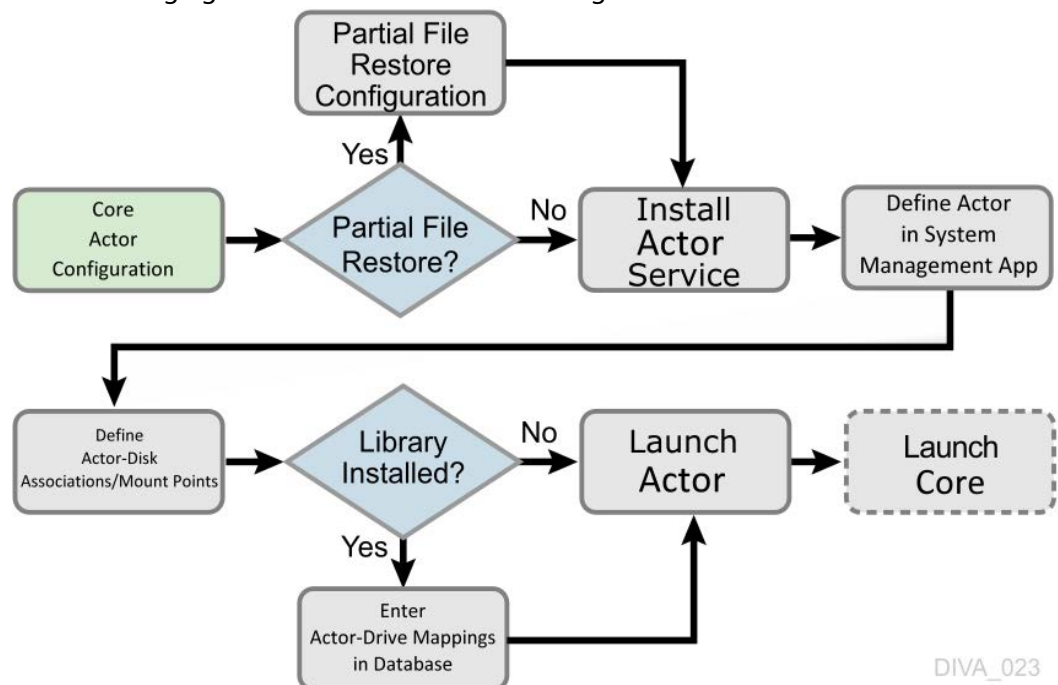 Partial File
Restore
Configuration
Yes
Core
Actor
Configuration
Partial File
Restore?
No
Install
Actor
Service
Define Actor
in System
Management App
Define
Actor-Disk
Associations/Mount Points
Library
Installed?
No
Launch
Actor
Launch
Core
Yes
Enter
Actor-Drive Mappings
in Database
DIVA_023